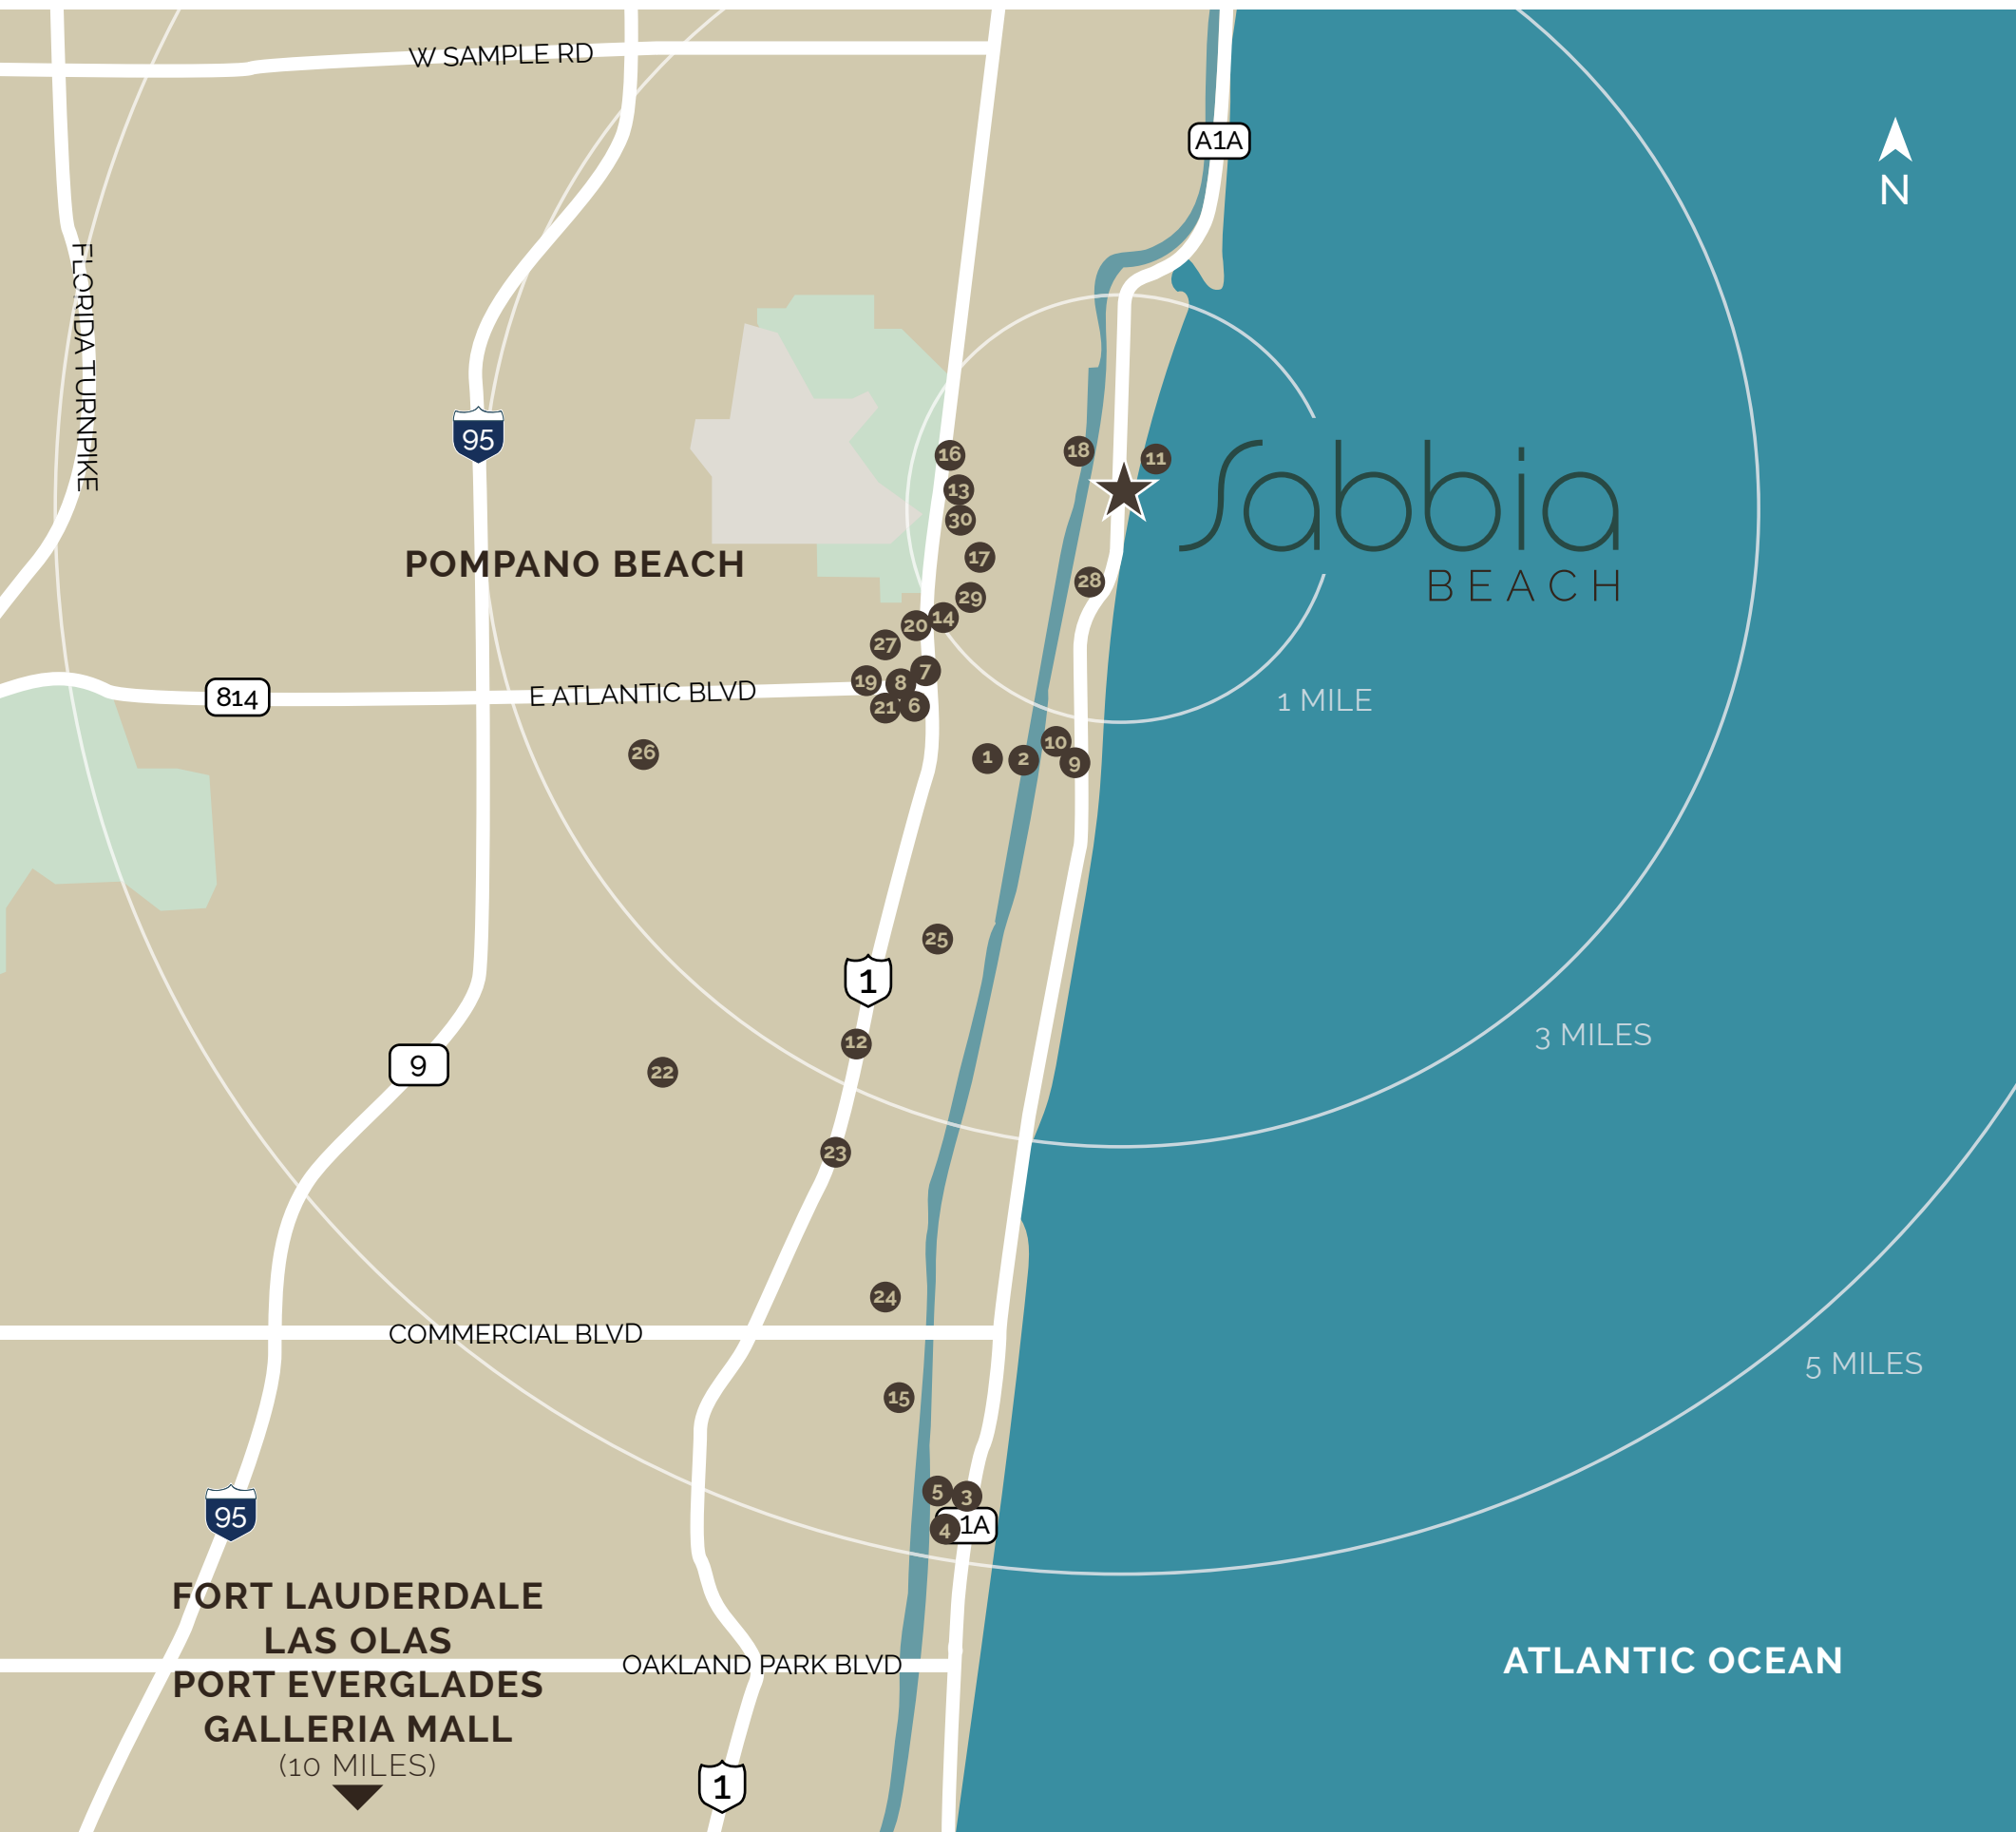 W SAMPLE RD
A1A
N
FLORIDA TURNPIKE
95
16
18
11
13
30
Sabbia
BEACH
POMPANO BEACH
17
28
29
14
20
27
7
19
8
814
E ATLANTIC BLVD
21
6
1 MILE
26
1
2
10
9
25
1
12
3 MILES
9
22
23
24
COMMERCIAL BLVD
5 MILES
15
5
3
4
1A
95
FORT LAUDERDALE
LAS OLAS
PORT EVERGLADES
GALLERIA MALL
(10 MILES)
OAKLAND PARK BLVD
ATLANTIC OCEAN
1